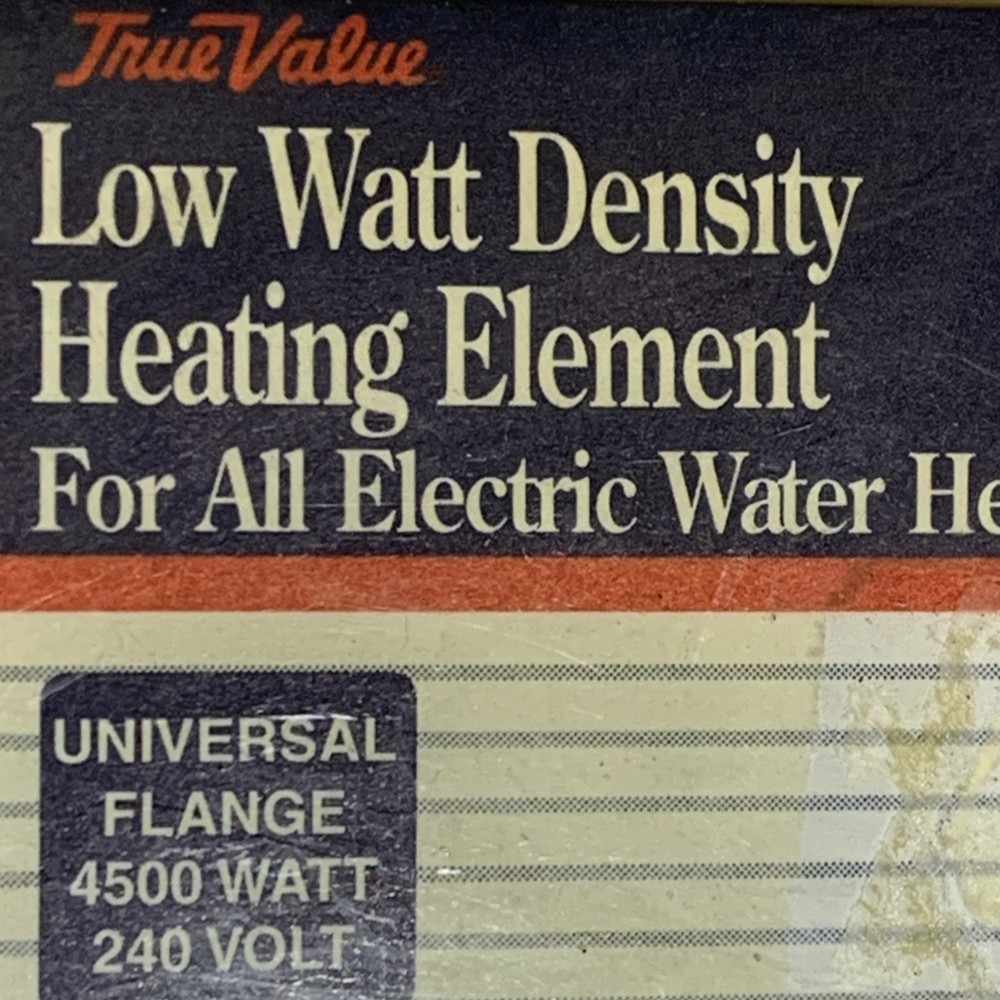 True Value
Low Watt Density
Heating Element
For All Electric Water He
UNIVERSAL
FLANGE
4500 WATT
240 VOLT